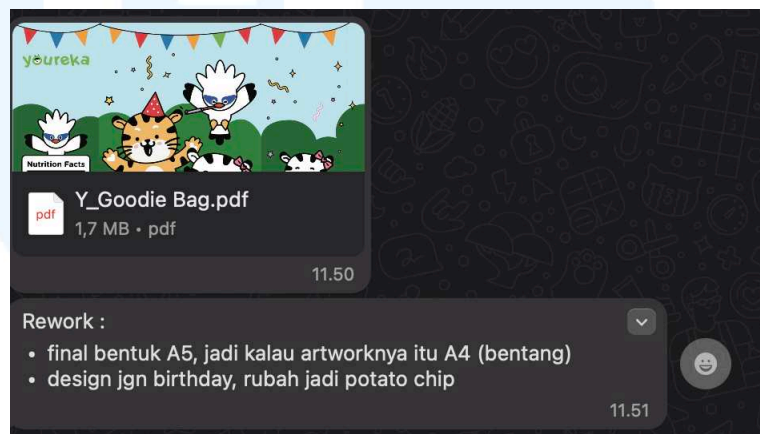 youreka
Nutrition Facts
pdf
Y_Goodie Bag.pdf
1,7 MB • pdf
11.50
Rework :
• final bentuk A5, jadi kalau artworknya itu A4 (bentang)
• design jgn birthday, rubah jadi potato chip
11.51